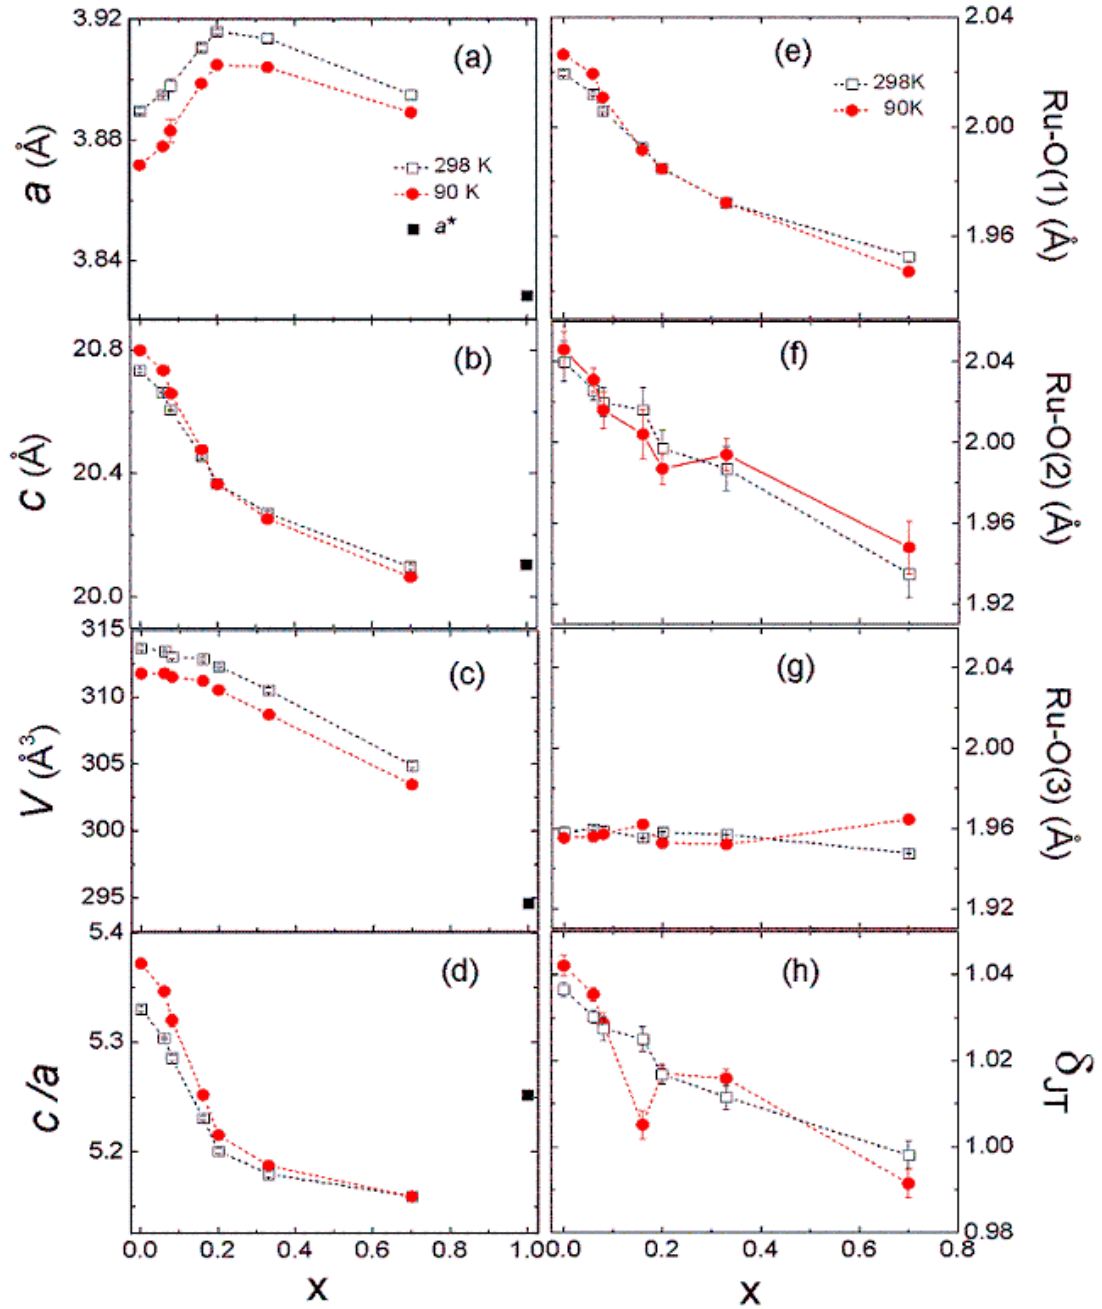 3.92
3.88
3.84
a (Å)
(a)
298 K
90 K
a*
2.04
2.00
1.96
Ru-O(1) (Å)
(e)
298K
90K
20.8
20.4
20.0
c (Å)
(b)
2.04
2.00
1.96
1.92
Ru-O(2) (Å)
(f)
315
310
305
300
295
V (Å³)
(c)
2.04
2.00
1.96
1.92
Ru-O(3) (Å)
(g)
5.4
5.3
5.2
c/a
(d)
1.04
1.02
1.00
0.98
δJT
(h)
0.0 0.2 0.4 0.6 0.8 1.0
x
0.0 0.2 0.4 0.6 0.8
x